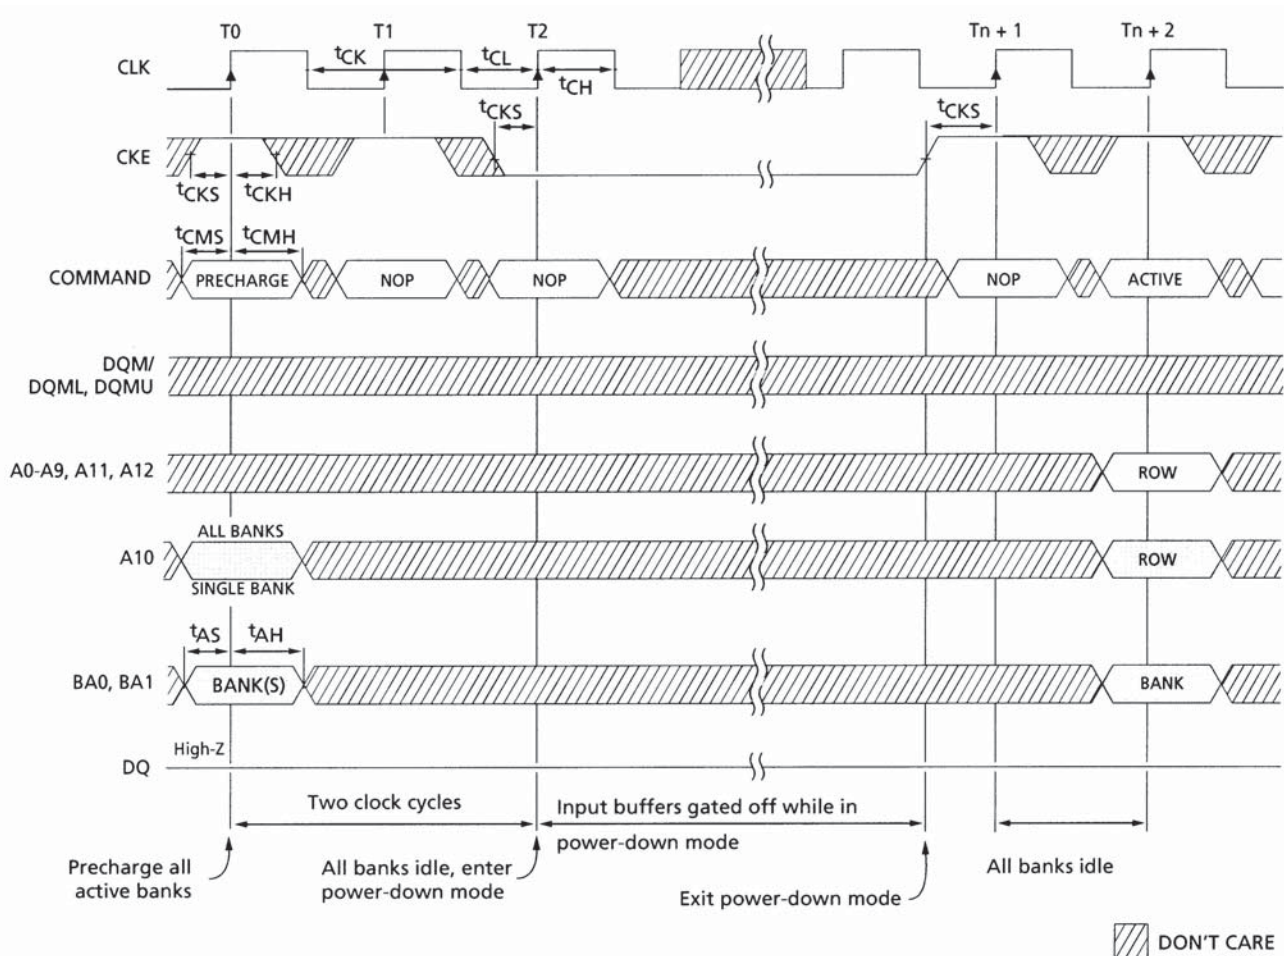 T0 T1 T2 Tn + 1 Tn + 2
CLK
tCK
tCL
tCH
tCKS
tCKS
CKE
tCKS
tCKH
tCMS
tCMH
COMMAND
PRECHARGE
NOP
NOP
NOP
ACTIVE
DQM/
DQML, DQMU
A0-A9, A11, A12
ROW
ALL BANKS
A10
ROW
SINGLE BANK
tAS
tAH
BA0, BA1
BANK(S)
BANK
High-Z
DQ
Two clock cycles
Input buffers gated off while in
power-down mode
Precharge all
active banks
All banks idle, enter
power-down mode
Exit power-down mode
All banks idle
DON'T CARE